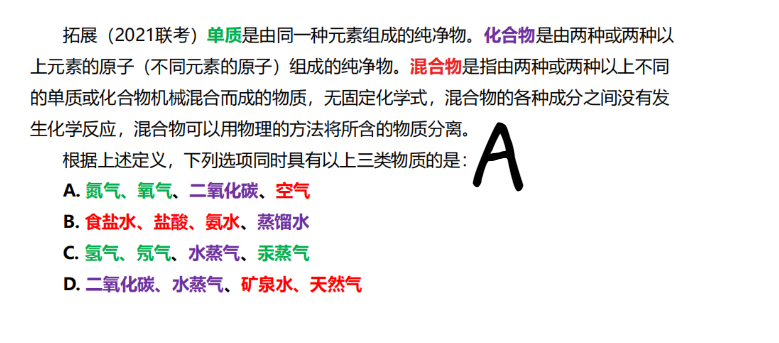 拓展（2021联考）单质是由同一种元素组成的纯净物。化合物是由两种或两种以
上元素的原子（不同元素的原子）组成的纯净物。混合物是指由两种或两种以上不同
的单质或化合物机械混合而成的物质，无固定化学式，混合物的各种成分之间没有发
生化学反应，混合物可以用物理的方法将所含的物质分离。
根据上述定义，下列选项同时具有以上三类物质的是：A
A. 氮气、氧气、二氧化碳、空气
B. 食盐水、盐酸、氨水、蒸馏水
C. 氢气、氖气、水蒸气、汞蒸气
D. 二氧化碳、水蒸气、矿泉水、天然气